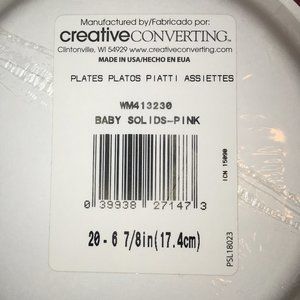 Manufactured by/Fabricado por:
creativeCONVERTING™
Clintonville, WI 54929 www.creativeconverting.com
MADE IN USA/HECHO EN EUA
PLATES PLATOS PIATTI ASSIETTES
WM413230
BABY SOLIDS-PINK
ICN 15090
0 39938 27147 3
20 - 6 7/8in(17.4cm)
PSL18023